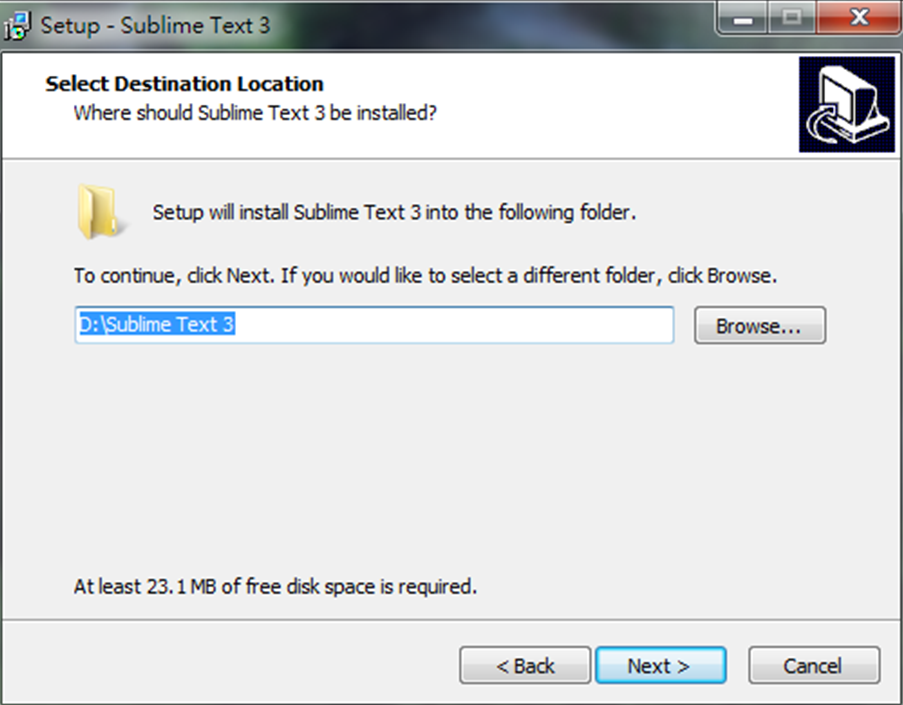 Setup - Sublime Text 3
Select Destination Location
Where should Sublime Text 3 be installed?
Setup will install Sublime Text 3 into the following folder.
To continue, click Next. If you would like to select a different folder, click Browse.
D:\Sublime Text 3
Browse...
At least 23.1 MB of free disk space is required.
< Back
Next >
Cancel